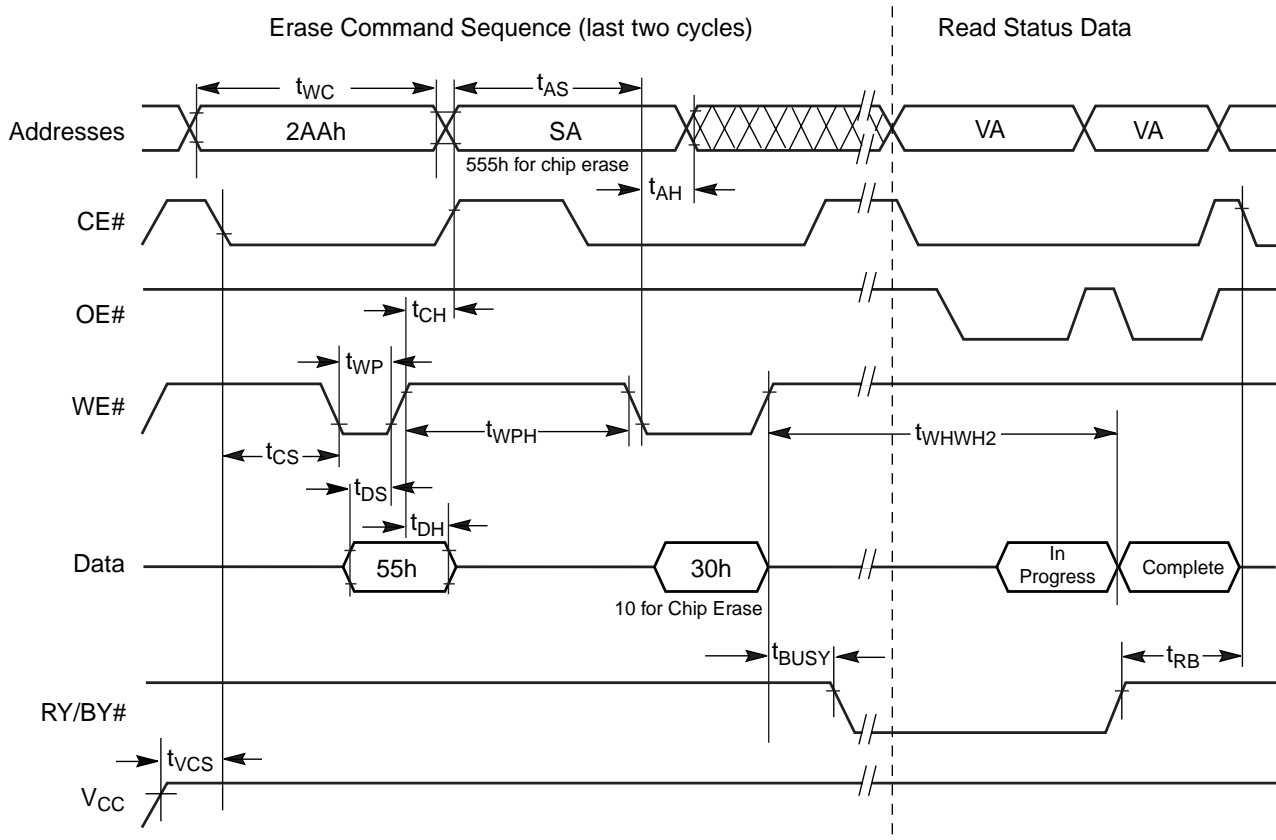 Erase Command Sequence (last two cycles)
Read Status Data
tWC
tAS
Addresses
2AAh
SA
VA
VA
555h for chip erase
tAH
CE#
OE#
tCH
tWP
WE#
tWPH
tWHWH2
tCS
tDS
tDH
Data
55h
30h
In
Progress
Complete
10 for Chip Erase
tBUSY
tRB
RY/BY#
tVCS
VCC